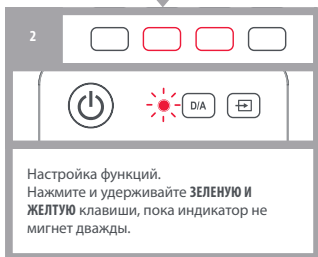 2
D/A
Настройка функций.
Нажмите и удерживайте ЗЕЛЕНУЮ И
ЖЕЛТУЮ клавиши, пока индикатор не
мигнет дважды.